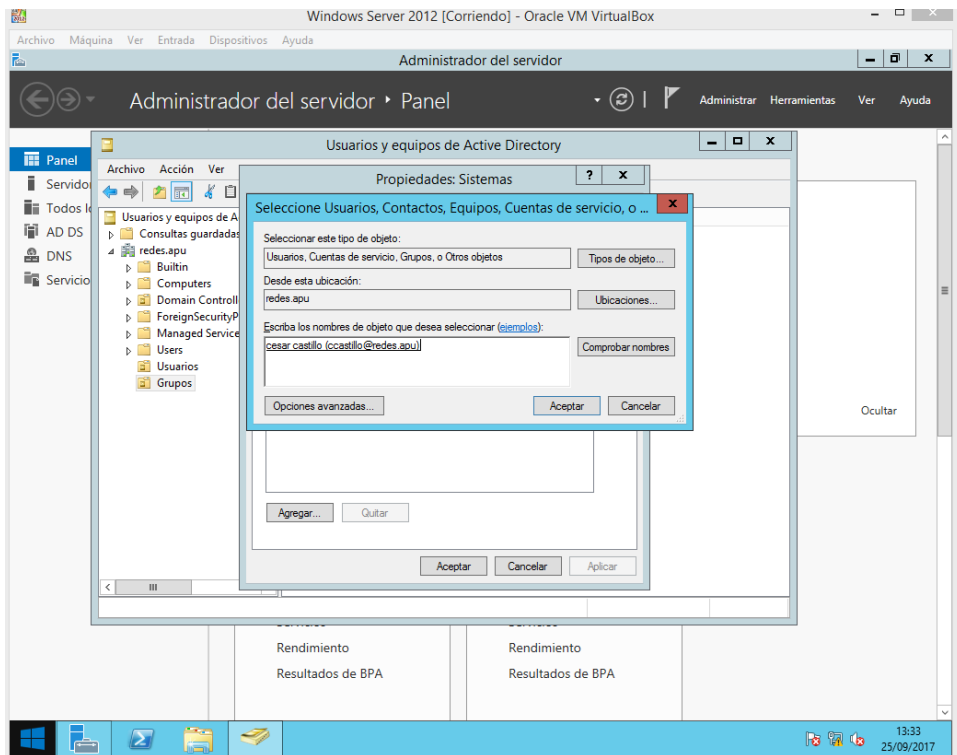 Windows Server 2012 [Corriendo] - Oracle VM VirtualBox
Archivo Máquina Ver Entrada Dispositivos Ayuda
Administrador del servidor
Administrador del servidor Panel
Administrar Herramientas Ver Ayuda
Panel
AD DS
DNS
Usuarios y equipos de Active Directory
Archivo Acción Ver
Usuarios y equipos de A
Consultas guardadas
redes.apu
Builtin
Computers
Domain Controll
ForeignSecurityP
Managed Service
Users
Usuarios
Grupos
Propiedades: Sistemas
Seleccione Usuarios, Contactos, Equipos, Cuentas de servicio, o ...
Seleccionar este tipo de objeto:
Usuarios, Cuentas de servicio, Grupos, o Otros objetos
Tipos de objeto...
Desde esta ubicación:
redes.apu
Ubicaciones...
Escriba los nombres de objeto que desea seleccionar (ejemplos):
cesar castillo (ccastillo@redes.apu)
Comprobar nombres
Opciones avanzadas...
Aceptar
Cancelar
Agregar...
Quitar
Aceptar
Cancelar
Aplicar
Ocultar
Rendimiento
Resultados de BPA
Rendimiento
Resultados de BPA
13:33
25/09/2017